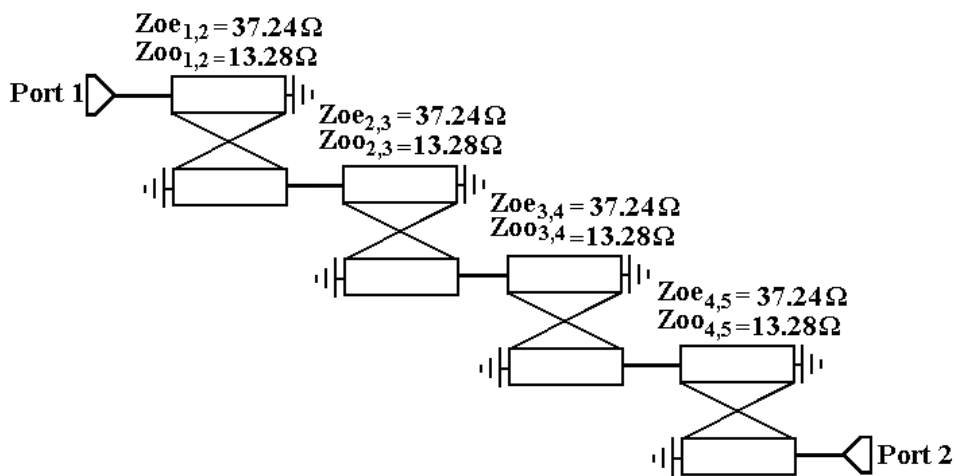 Zoe1,2 = 37.24Ω
Zoo1,2 = 13.28Ω
Port 1
Zoe2,3 = 37.24Ω
Zoo2,3 = 13.28Ω
Zoe3,4 = 37.24Ω
Zoo3,4 = 13.28Ω
Zoe4,5 = 37.24Ω
Zoo4,5 = 13.28Ω
Port 2